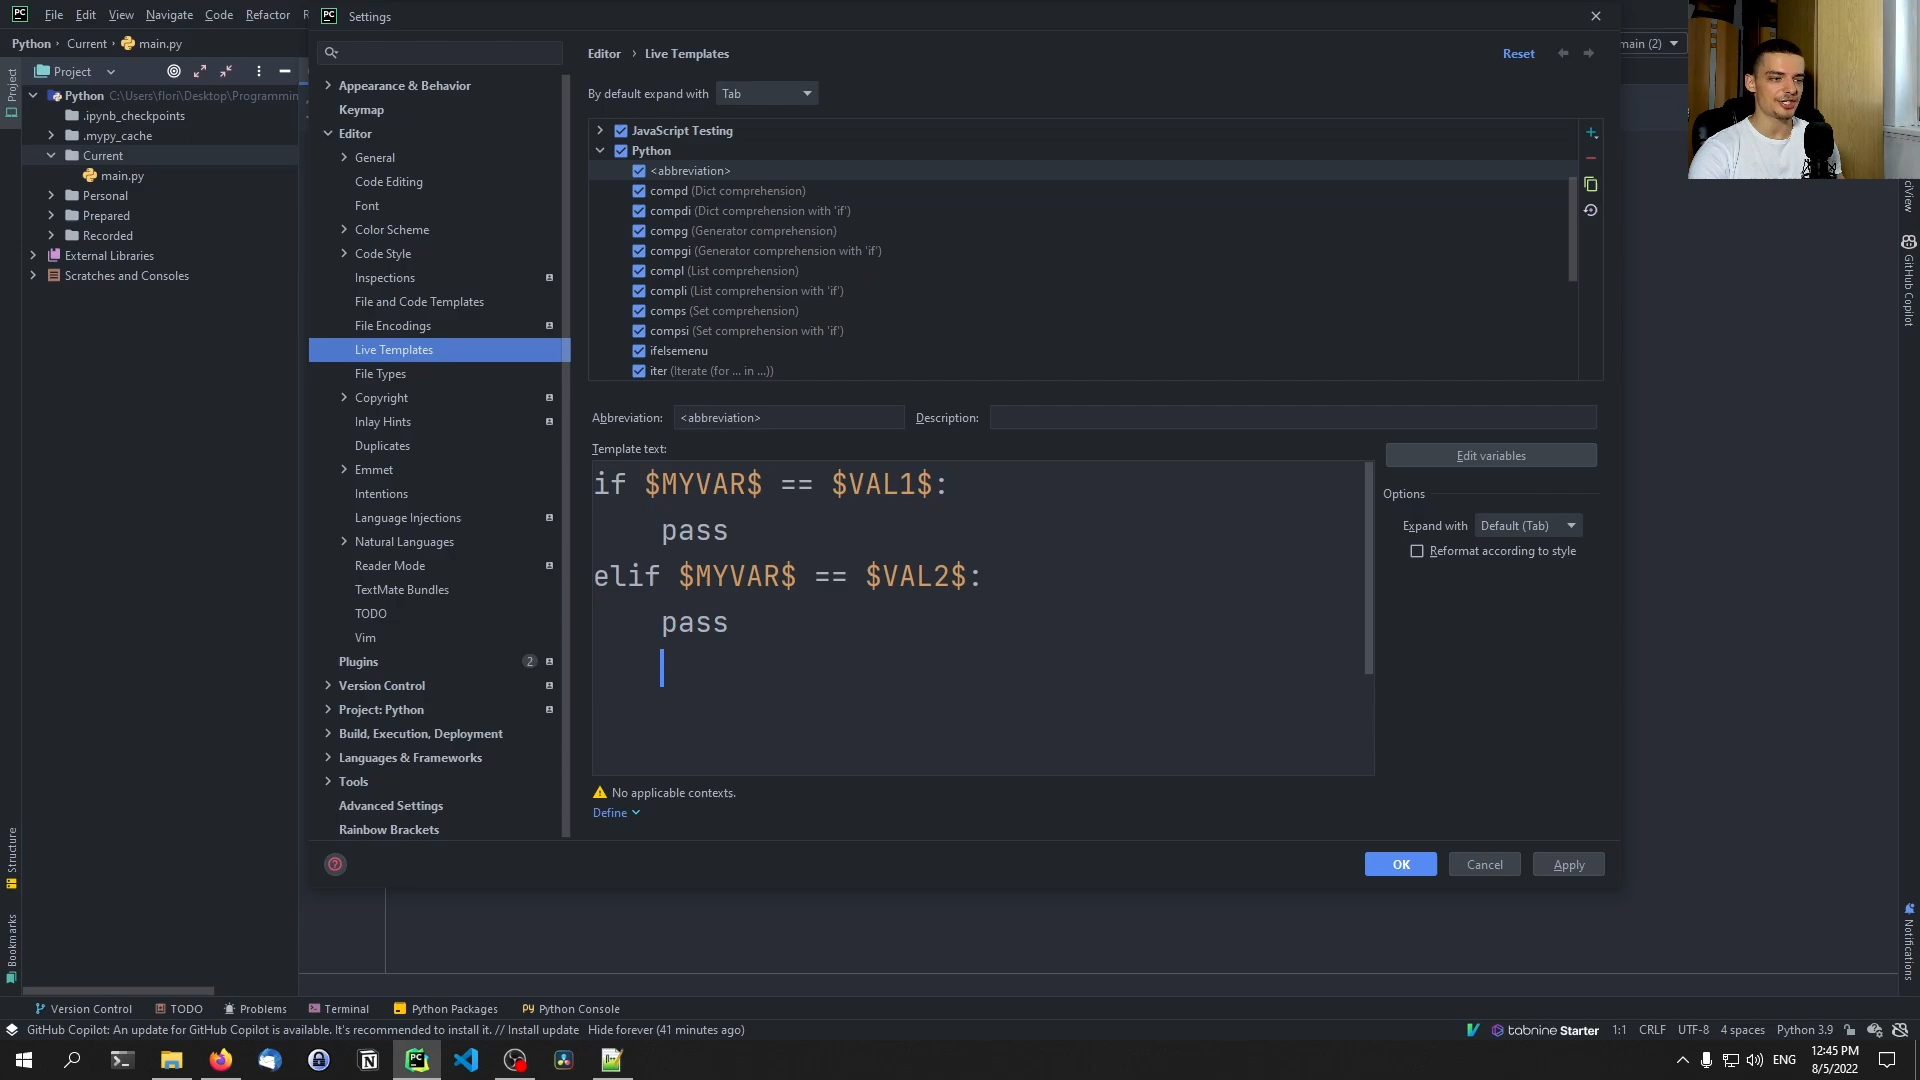 PC File Edit View Navigate Code Refactor R
PC Settings
Python Current main.py
main (2)
Project
Python C:\Users\flori\Desktop\Programmin
.ipynb_checkpoints
.mypy_cache
Current
main.py
Personal
Prepared
Recorded
External Libraries
Scratches and Consoles
Project
Structure
Bookmarks
Appearance & Behavior
Keymap
Editor
General
Code Editing
Font
Color Scheme
Code Style
Inspections
File and Code Templates
File Encodings
Live Templates
File Types
Copyright
Inlay Hints
Duplicates
Emmet
Intentions
Language Injections
Natural Languages
Reader Mode
TextMate Bundles
TODO
Vim
Plugins 2
Version Control
Project: Python
Build, Execution, Deployment
Languages & Frameworks
Tools
Advanced Settings
Rainbow Brackets
Editor › Live Templates Reset
By default expand with Tab
JavaScript Testing
Python
<abbreviation>
compd (Dict comprehension)
compdi (Dict comprehension with 'if')
compg (Generator comprehension)
compgi (Generator comprehension with 'if')
compl (List comprehension)
compli (List comprehension with 'if')
comps (Set comprehension)
compsi (Set comprehension with 'if')
ifelsemenu
iter (Iterate (for ... in ...))
Abbreviation: <abbreviation> Description:
Template text:
if $MYVAR$ == $VAL1$:
pass
elif $MYVAR$ == $VAL2$:
pass
Edit variables
Options
Expand with Default (Tab)
Reformat according to style
No applicable contexts.
Define
OK Cancel Apply
ciView
GitHub Copilot
Notifications
Version Control TODO Problems Terminal Python Packages Python Console
GitHub Copilot: An update for GitHub Copilot is available. It's recommended to install it. // Install update Hide forever (41 minutes ago)
tabnine Starter 1:1 CRLF UTF-8 4 spaces Python 3.9
ENG
12:45 PM
8/5/2022